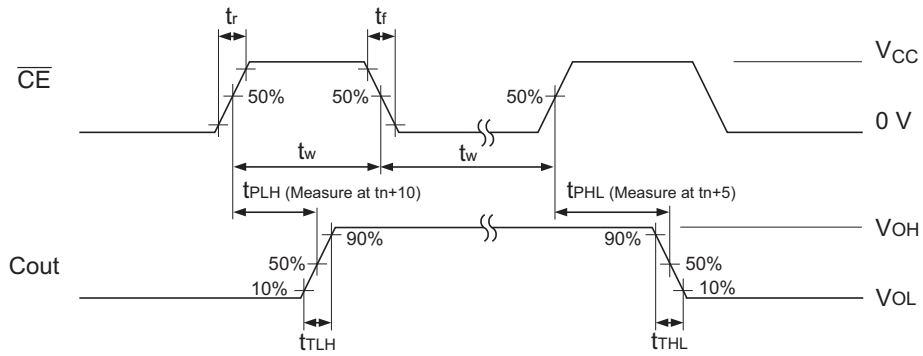 tr
tf
VCC
CE
50%
50%
50%
0 V
tw
tw
tPLH (Measure at tn+10)
tPHL (Measure at tn+5)
90%
90%
VOH
Cout
50%
50%
10%
10%
VOL
tTLH
tTHL